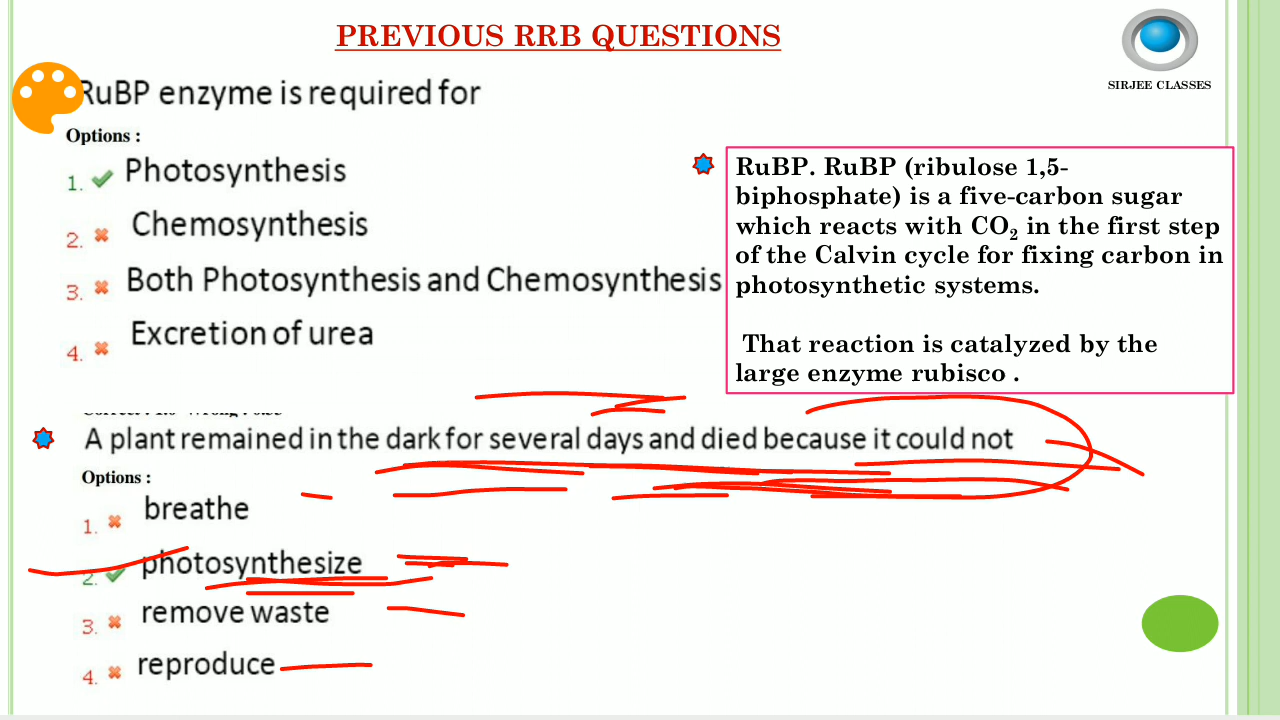 PREVIOUS RRB QUESTIONS
SIRJEE CLASSES
RuBP enzyme is required for
Options :
1. Photosynthesis
2. Chemosynthesis
3. Both Photosynthesis and Chemosynthesis
4. Excretion of urea
RuBP. RuBP (ribulose 1,5-
biphosphate) is a five-carbon sugar
which reacts with CO₂ in the first step
of the Calvin cycle for fixing carbon in
photosynthetic systems.
That reaction is catalyzed by the
large enzyme rubisco .
A plant remained in the dark for several days and died because it could not
Options :
1. breathe
2. photosynthesize
3. remove waste
4. reproduce